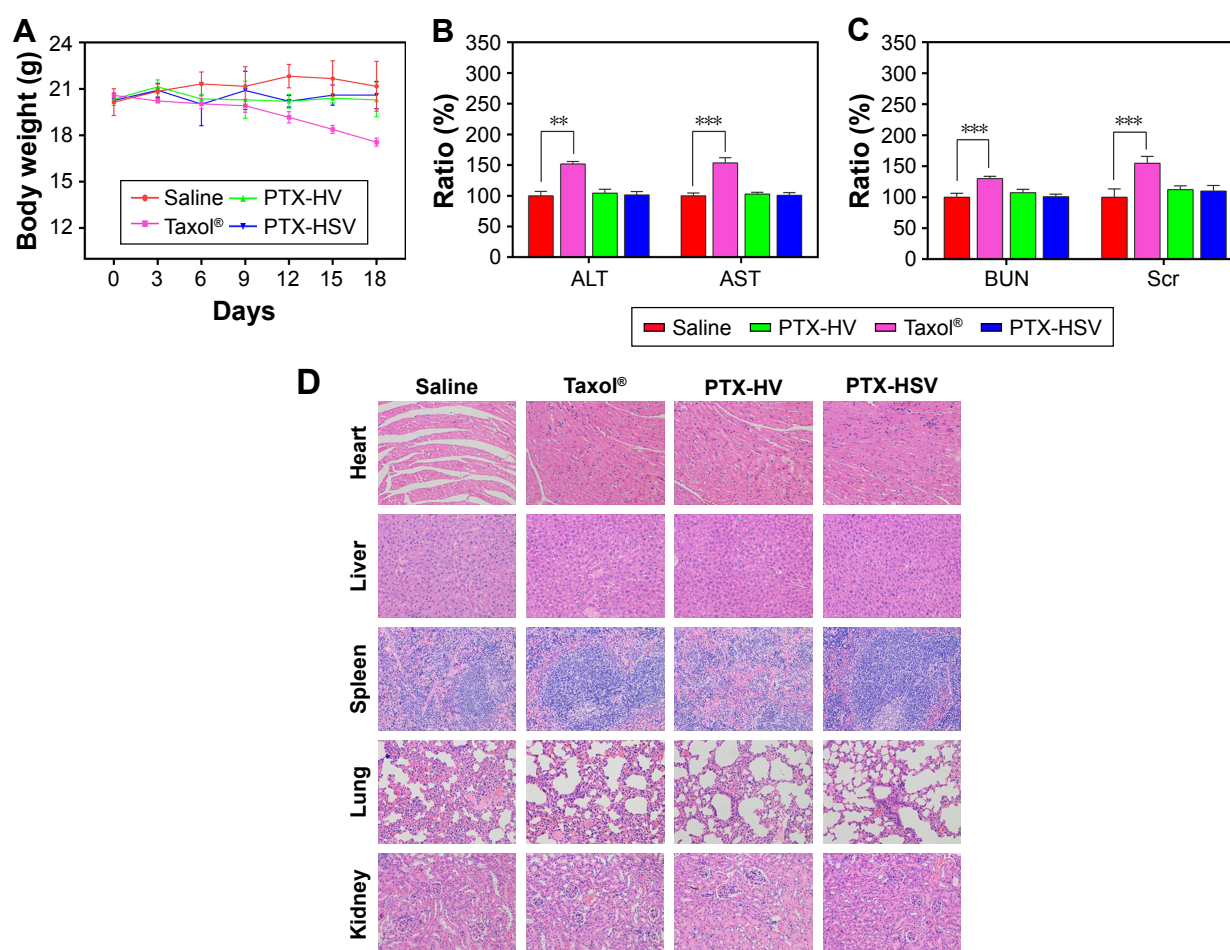 A
Body weight (g)
24
21
18
15
12
Saline
PTX-HV
Taxol®
PTX-HSV
0 3 6 9 12 15 18
Days
B
Ratio (%)
350
300
250
200
150
100
50
0
**
***
ALT AST
C
Ratio (%)
350
300
250
200
150
100
50
0
***
***
BUN Scr
Saline PTX-HV Taxol® PTX-HSV
D
Saline Taxol® PTX-HV PTX-HSV
Heart
Liver
Spleen
Lung
Kidney